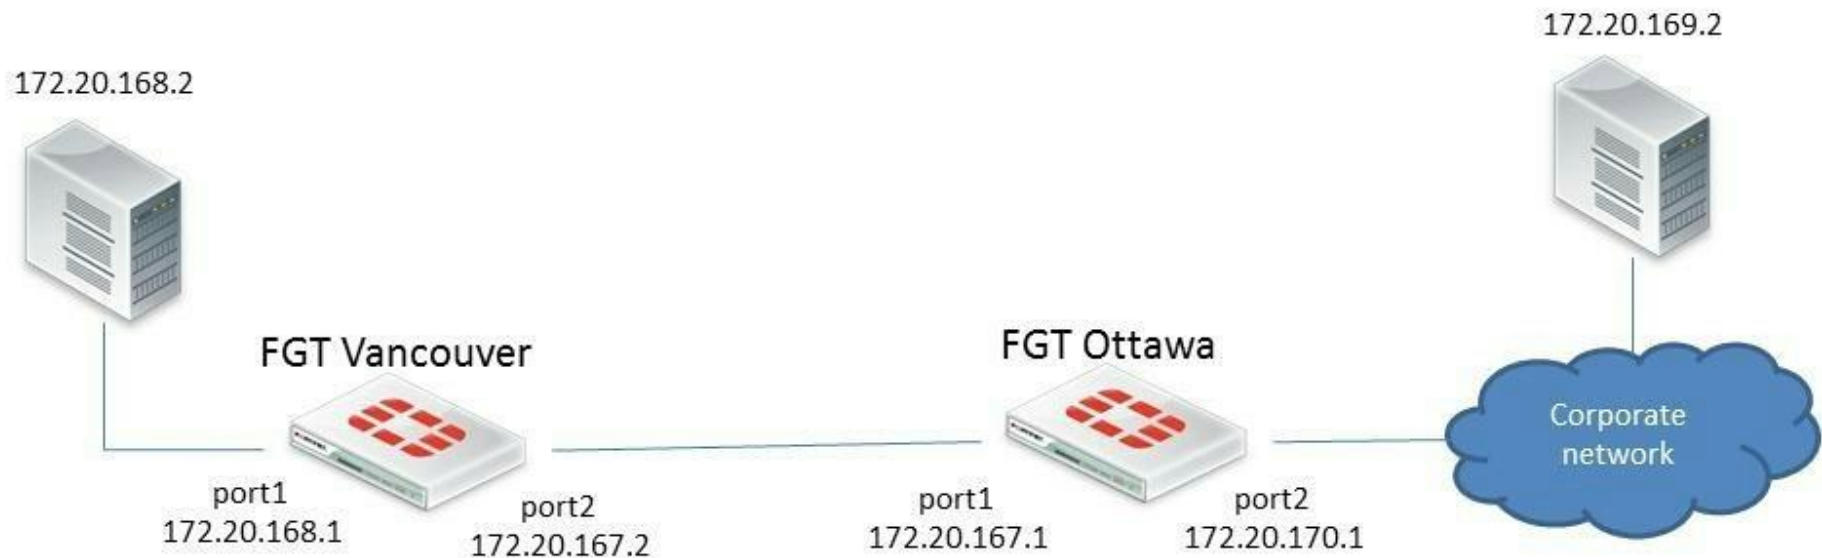 172.20.169.2
172.20.168.2
FGT Vancouver
FGT Ottawa
Corporate
network
port1
172.20.168.1
port2
172.20.167.2
port1
172.20.167.1
port2
172.20.170.1